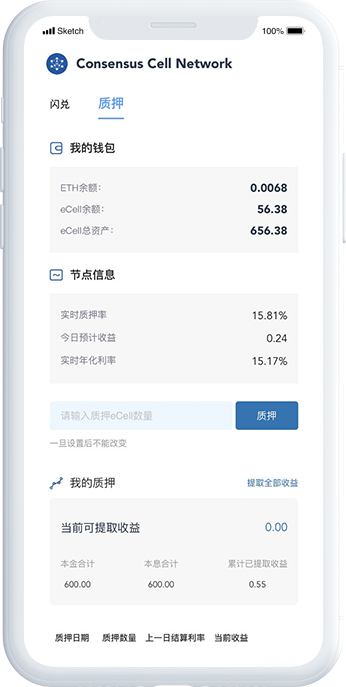 Sketch 100%
Consensus Cell Network
闪兑 质押
我的钱包
ETH余额： 0.0068
eCell余额： 56.38
eCell总资产： 656.38
节点信息
实时质押率 15.81%
今日预计收益 0.24
实时年化利率 15.17%
请输入质押eCell数量 质押
一旦设置后不能改变
我的质押 提取全部收益
当前可提取收益 0.00
本金合计 本息合计 累计已提取收益
600.00 600.00 0.55
质押日期 质押数量 上一日结算利率 当前收益